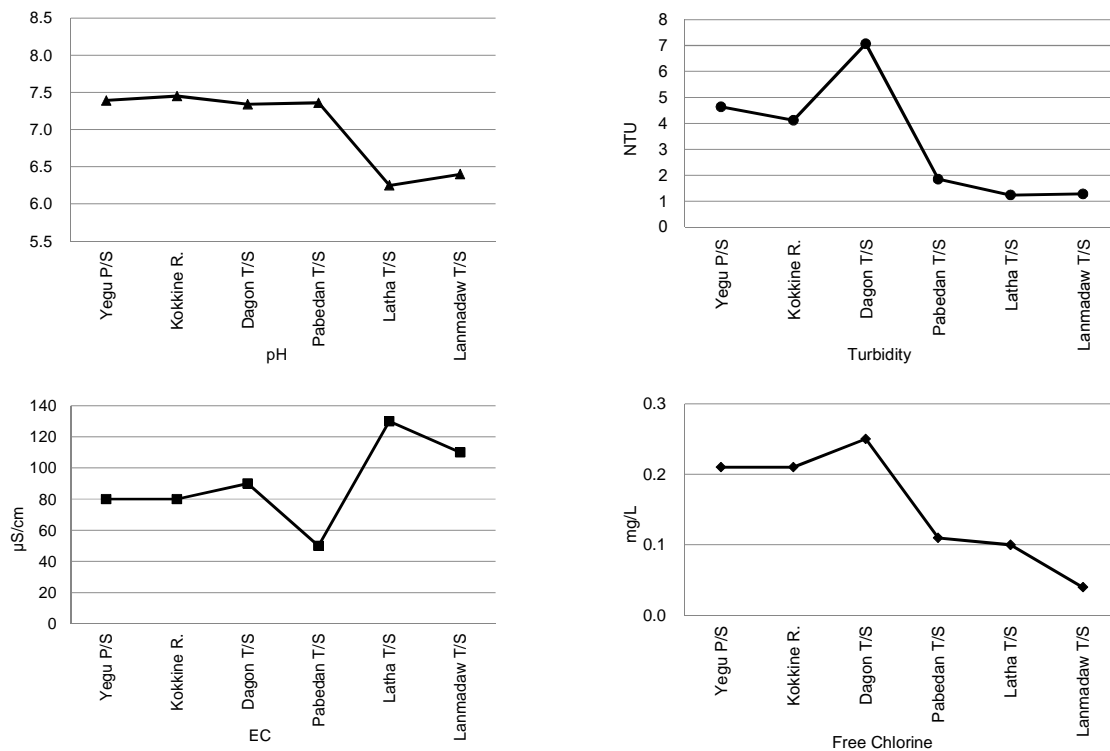 8.5
8.0
7.5
7.0
6.5
6.0
5.5
Yegu P/S
Kokkine R.
Dagon T/S
Pabedan T/S
Latha T/S
Lanmadaw T/S
pH
8
7
6
5
4
3
2
1
0
NTU
Yegu P/S
Kokkine R.
Dagon T/S
Pabedan T/S
Latha T/S
Lanmadaw T/S
Turbidity
140
120
100
80
60
40
20
0
µS/cm
Yegu P/S
Kokkine R.
Dagon T/S
Pabedan T/S
Latha T/S
Lanmadaw T/S
EC
0.3
0.2
0.1
0.0
mg/L
Yegu P/S
Kokkine R.
Dagon T/S
Pabedan T/S
Latha T/S
Lanmadaw T/S
Free Chlorine